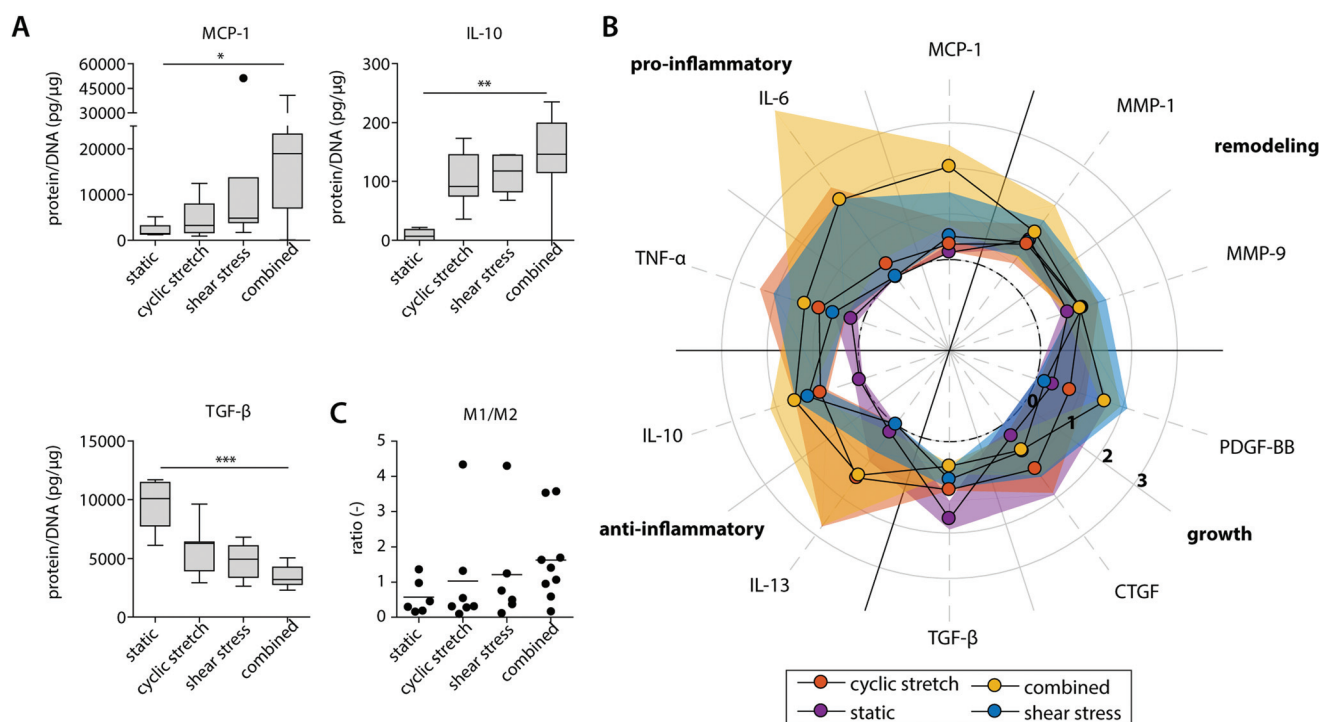 A
MCP-1
protein/DNA (pg/μg)
60000
45000
30000
20000
10000
0
*
static
cyclic stretch
shear stress
combined
IL-10
protein/DNA (pg/μg)
300
200
100
0
**
static
cyclic stretch
shear stress
combined
TGF-β
protein/DNA (pg/μg)
15000
10000
5000
0
***
static
cyclic stretch
shear stress
combined
C
M1/M2
ratio (-)
5
4
3
2
1
0
static
cyclic stretch
shear stress
combined
B
MCP-1
pro-inflammatory
IL-6
MMP-1
remodeling
TNF-α
MMP-9
IL-10
PDGF-BB
0
1
2
3
anti-inflammatory
growth
IL-13
CTGF
TGF-β
cyclic stretch
combined
static
shear stress